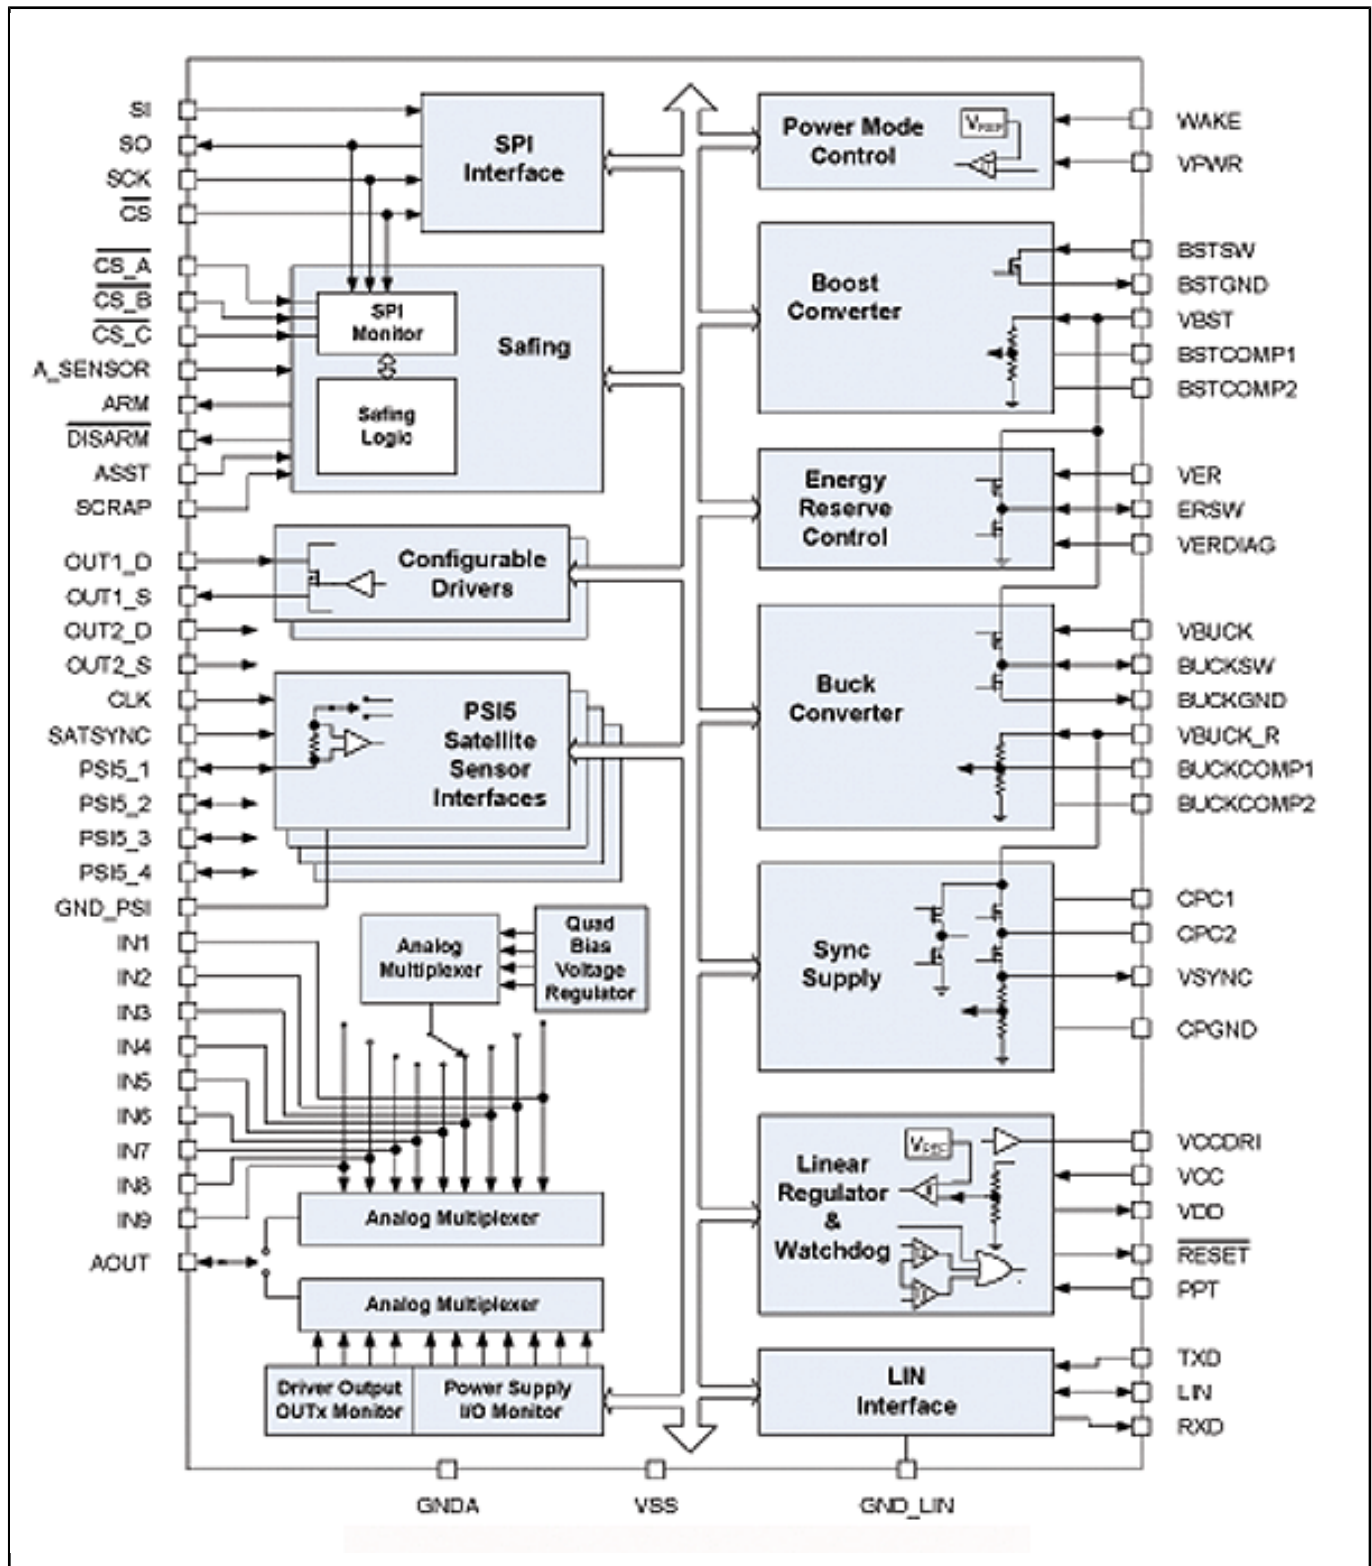 SI
SO
SCK
CS
CS_A
CS_B
CS_C
A_SENSOR
ARM
DISARM
ASST
SCRAP
OUT1_D
OUT1_S
OUT2_D
OUT2_S
CLK
SATSYNC
PSI5_1
PSI5_2
PSI5_3
PSI5_4
GND_PSI
IN1
IN2
IN3
IN4
IN5
IN6
IN7
IN8
IN9
AOUT
SPI
Interface
SPI
Monitor
Safing
Safing
Logic
Configurable
Drivers
PSI5
Satellite
Sensor
Interfaces
Analog
Multiplexer
Quad
Bias
Voltage
Regulator
Analog Multiplexer
Analog Multiplexer
Driver Output
OUTx Monitor
Power Supply
I/O Monitor
Power Mode
Control
Boost
Converter
Energy
Reserve
Control
Buck
Converter
Sync
Supply
Linear
Regulator
&
Watchdog
LIN
Interface
WAKE
VPWR
BSTSW
BSTGND
VBST
BSTCOMP1
BSTCOMP2
VER
ERSW
VERDIAG
VBUCK
BUCKSW
BUCKGND
VBUCK_R
BUCKCOMP1
BUCKCOMP2
CPC1
CPC2
VSYNC
CPGND
VCCDRI
VCC
VDD
RESET
PPT
TXD
LIN
RXD
GNDA
VSS
GND_LIN